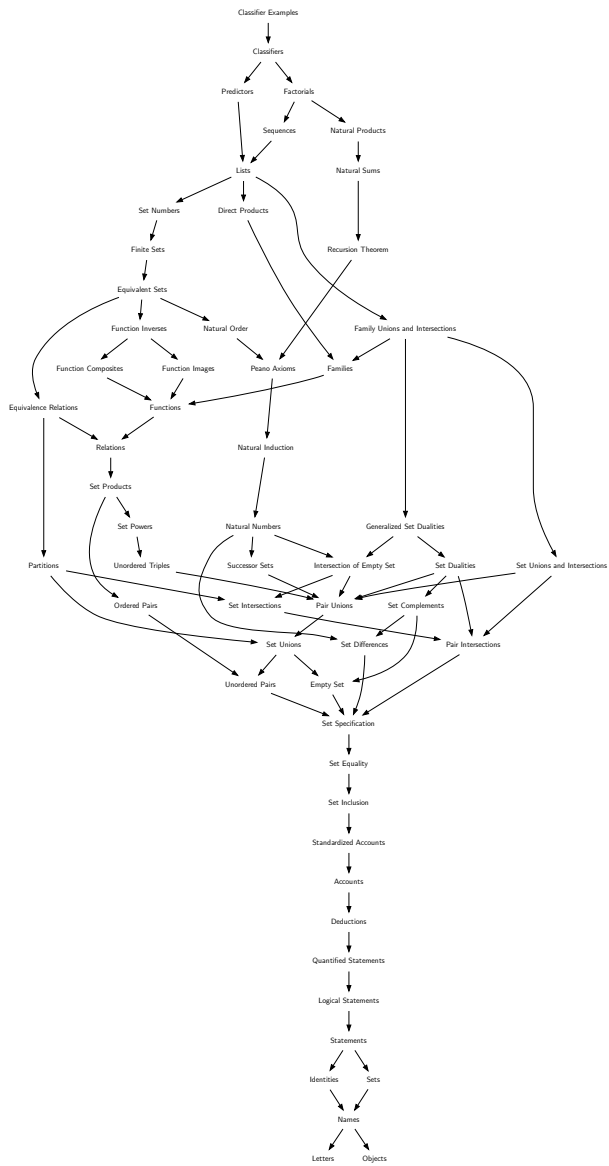 Classifier Examples
Classifiers
Predictors
Factorials
Sequences
Natural Products
Lists
Natural Sums
Set Numbers
Direct Products
Finite Sets
Recursion Theorem
Equivalent Sets
Function Inverses
Natural Order
Family Unions and Intersections
Function Composites
Function Images
Peano Axioms
Families
Equivalence Relations
Functions
Relations
Natural Induction
Set Products
Set Powers
Natural Numbers
Generalized Set Dualities
Partitions
Unordered Triples
Successor Sets
Intersection of Empty Set
Set Dualities
Set Unions and Intersections
Ordered Pairs
Set Intersections
Pair Unions
Set Complements
Set Unions
Set Differences
Pair Intersections
Unordered Pairs
Empty Set
Set Specification
Set Equality
Set Inclusion
Standardized Accounts
Accounts
Deductions
Quantified Statements
Logical Statements
Statements
Identities
Sets
Names
Letters
Objects